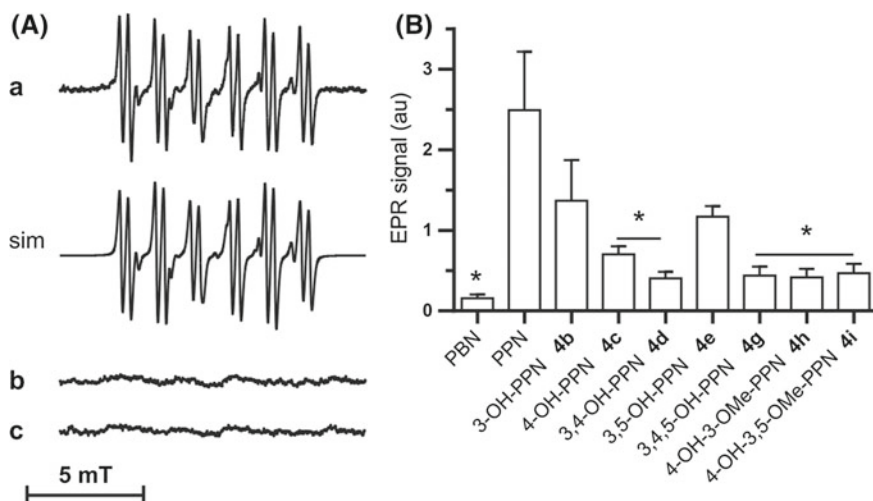 (A)
a
sim
b
c
5 mT
(B)
EPR signal (au)
3
2
1
0
*
*
*
PBN
PPN
3-OH-PPN 4b
4-OH-PPN 4c
3,4-OH-PPN 4d
3,5-OH-PPN 4e
3,4,5-OH-PPN 4g
4-OH-3-OMe-PPN 4h
4-OH-3,5-OMe-PPN 4i